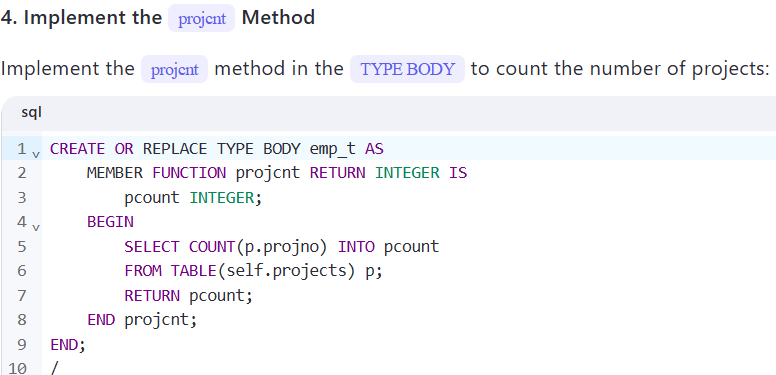 4. Implement the projcnt Method
Implement the projcnt method in the TYPE BODY to count the number of projects:
sql
1 CREATE OR REPLACE TYPE BODY emp_t AS
2 MEMBER FUNCTION projcnt RETURN INTEGER IS
3 pcount INTEGER;
4 BEGIN
5 SELECT COUNT(p.projno) INTO pcount
6 FROM TABLE(self.projects) p;
7 RETURN pcount;
8 END projcnt;
9 END;
10 /